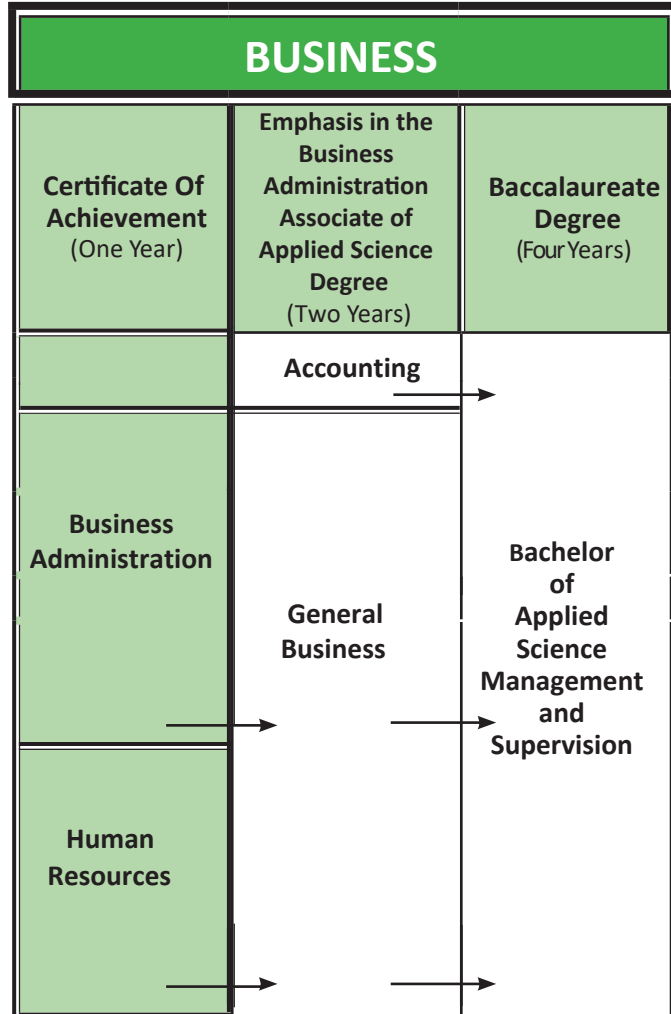 BUSINESS
Certificate Of
Achievement
(One Year)
Emphasis in the
Business
Administration
Associate of
Applied Science
Degree
(Two Years)
Baccalaureate
Degree
(Four Years)
Accounting
Business
Administration
General
Business
Bachelor
of
Applied
Science
Management
and
Supervision
Human
Resources